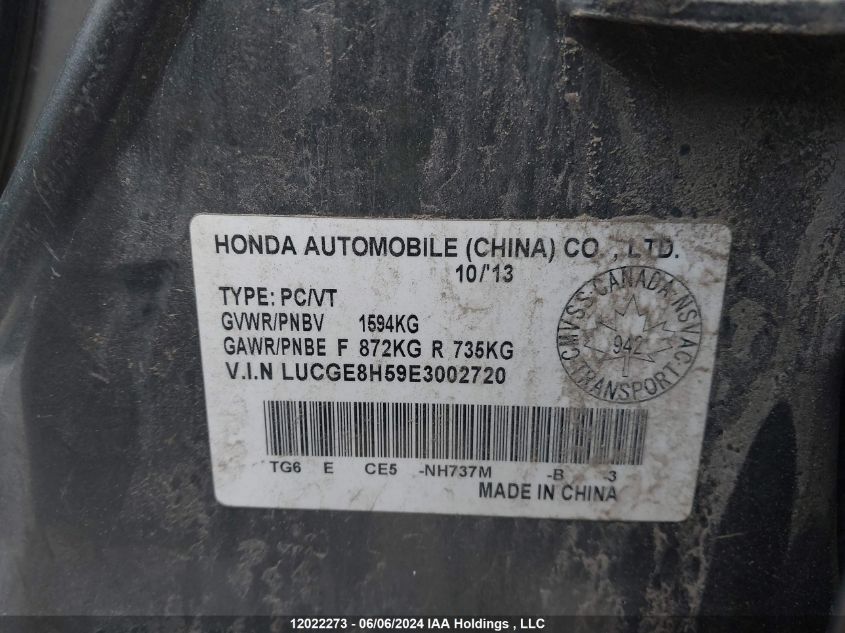 HONDA AUTOMOBILE (CHINA) CO., LTD.
10/'13
TYPE: PC/VT
GVWR/PNBV 1594KG
GAWR/PNBE F 872KG R 735KG
V.I.N LUCGE8H59E3002720
CMVSS·CANADA·NSVAC·TRANSPORT·
942
TG6 E CE5 -NH737M -B -3
MADE IN CHINA
12022273 - 06/06/2024 IAA Holdings , LLC